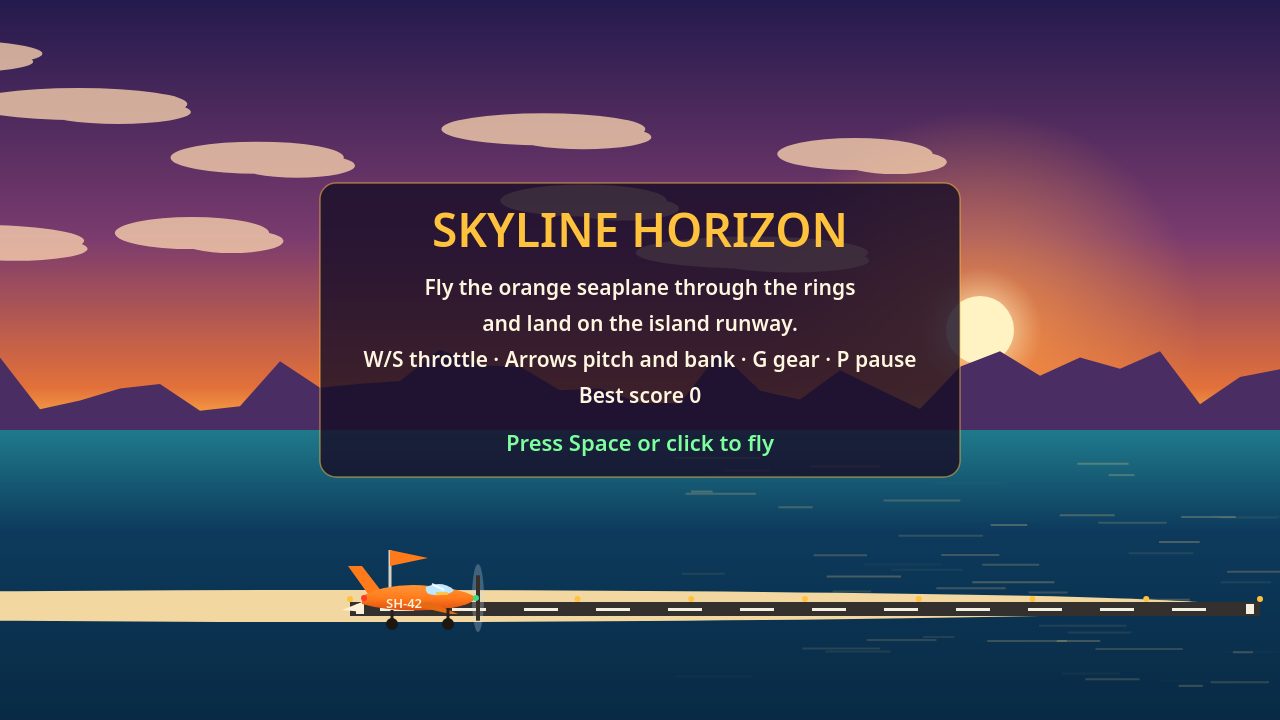 SKYLINE HORIZON
Fly the orange seaplane through the rings
and land on the island runway.
W/S throttle · Arrows pitch and bank · G gear · P pause
Best score 0
Press Space or click to fly
SH-42